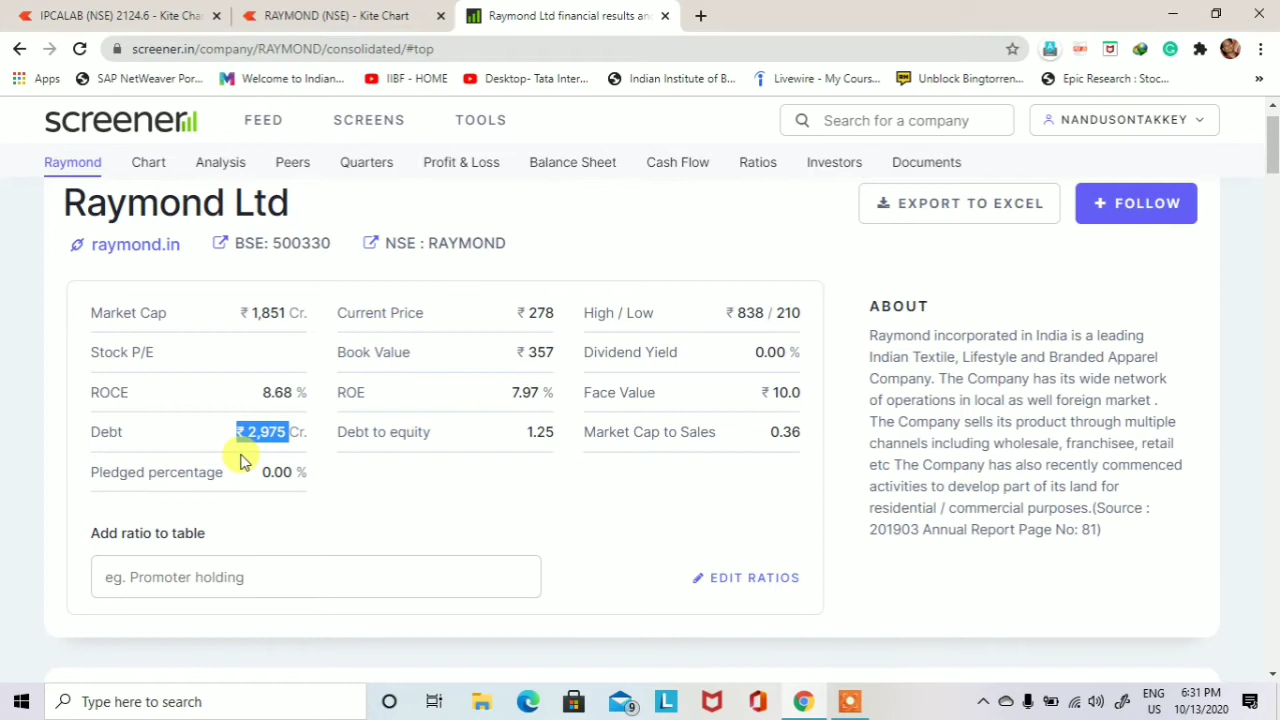 IPCALAB (NSE) 2124.6 - Kite Cha
RAYMOND (NSE) - Kite Chart
Raymond Ltd financial results an
screener.in/company/RAYMOND/consolidated/#top
Apps
SAP NetWeaver Por...
Welcome to Indian...
IIBF - HOME
Desktop- Tata Inter...
Indian Institute of B...
Livewire - My Cours...
Unblock Bingtorren...
Epic Research : Stoc...
»
screener
FEED
SCREENS
TOOLS
Search for a company
NANDUSONTAKKEY
Raymond
Chart
Analysis
Peers
Quarters
Profit & Loss
Balance Sheet
Cash Flow
Ratios
Investors
Documents
Raymond Ltd
EXPORT TO EXCEL
+ FOLLOW
raymond.in
BSE: 500330
NSE : RAYMOND
Market Cap ₹ 1,851 Cr.
Current Price ₹ 278
High / Low ₹ 838 / 210
Stock P/E
Book Value ₹ 357
Dividend Yield 0.00 %
ROCE 8.68 %
ROE 7.97 %
Face Value ₹ 10.0
Debt ₹ 2,975 Cr.
Debt to equity 1.25
Market Cap to Sales 0.36
Pledged percentage 0.00 %
Add ratio to table
eg. Promoter holding
EDIT RATIOS
ABOUT
Raymond incorporated in India is a leading
Indian Textile, Lifestyle and Branded Apparel
Company. The Company has its wide network
of operations in local as well foreign market .
The Company sells its product through multiple
channels including wholesale, franchisee, retail
etc The Company has also recently commenced
activities to develop part of its land for
residential / commercial purposes.(Source :
201903 Annual Report Page No: 81)
Type here to search
9
L
ENG
US
6:31 PM
10/13/2020